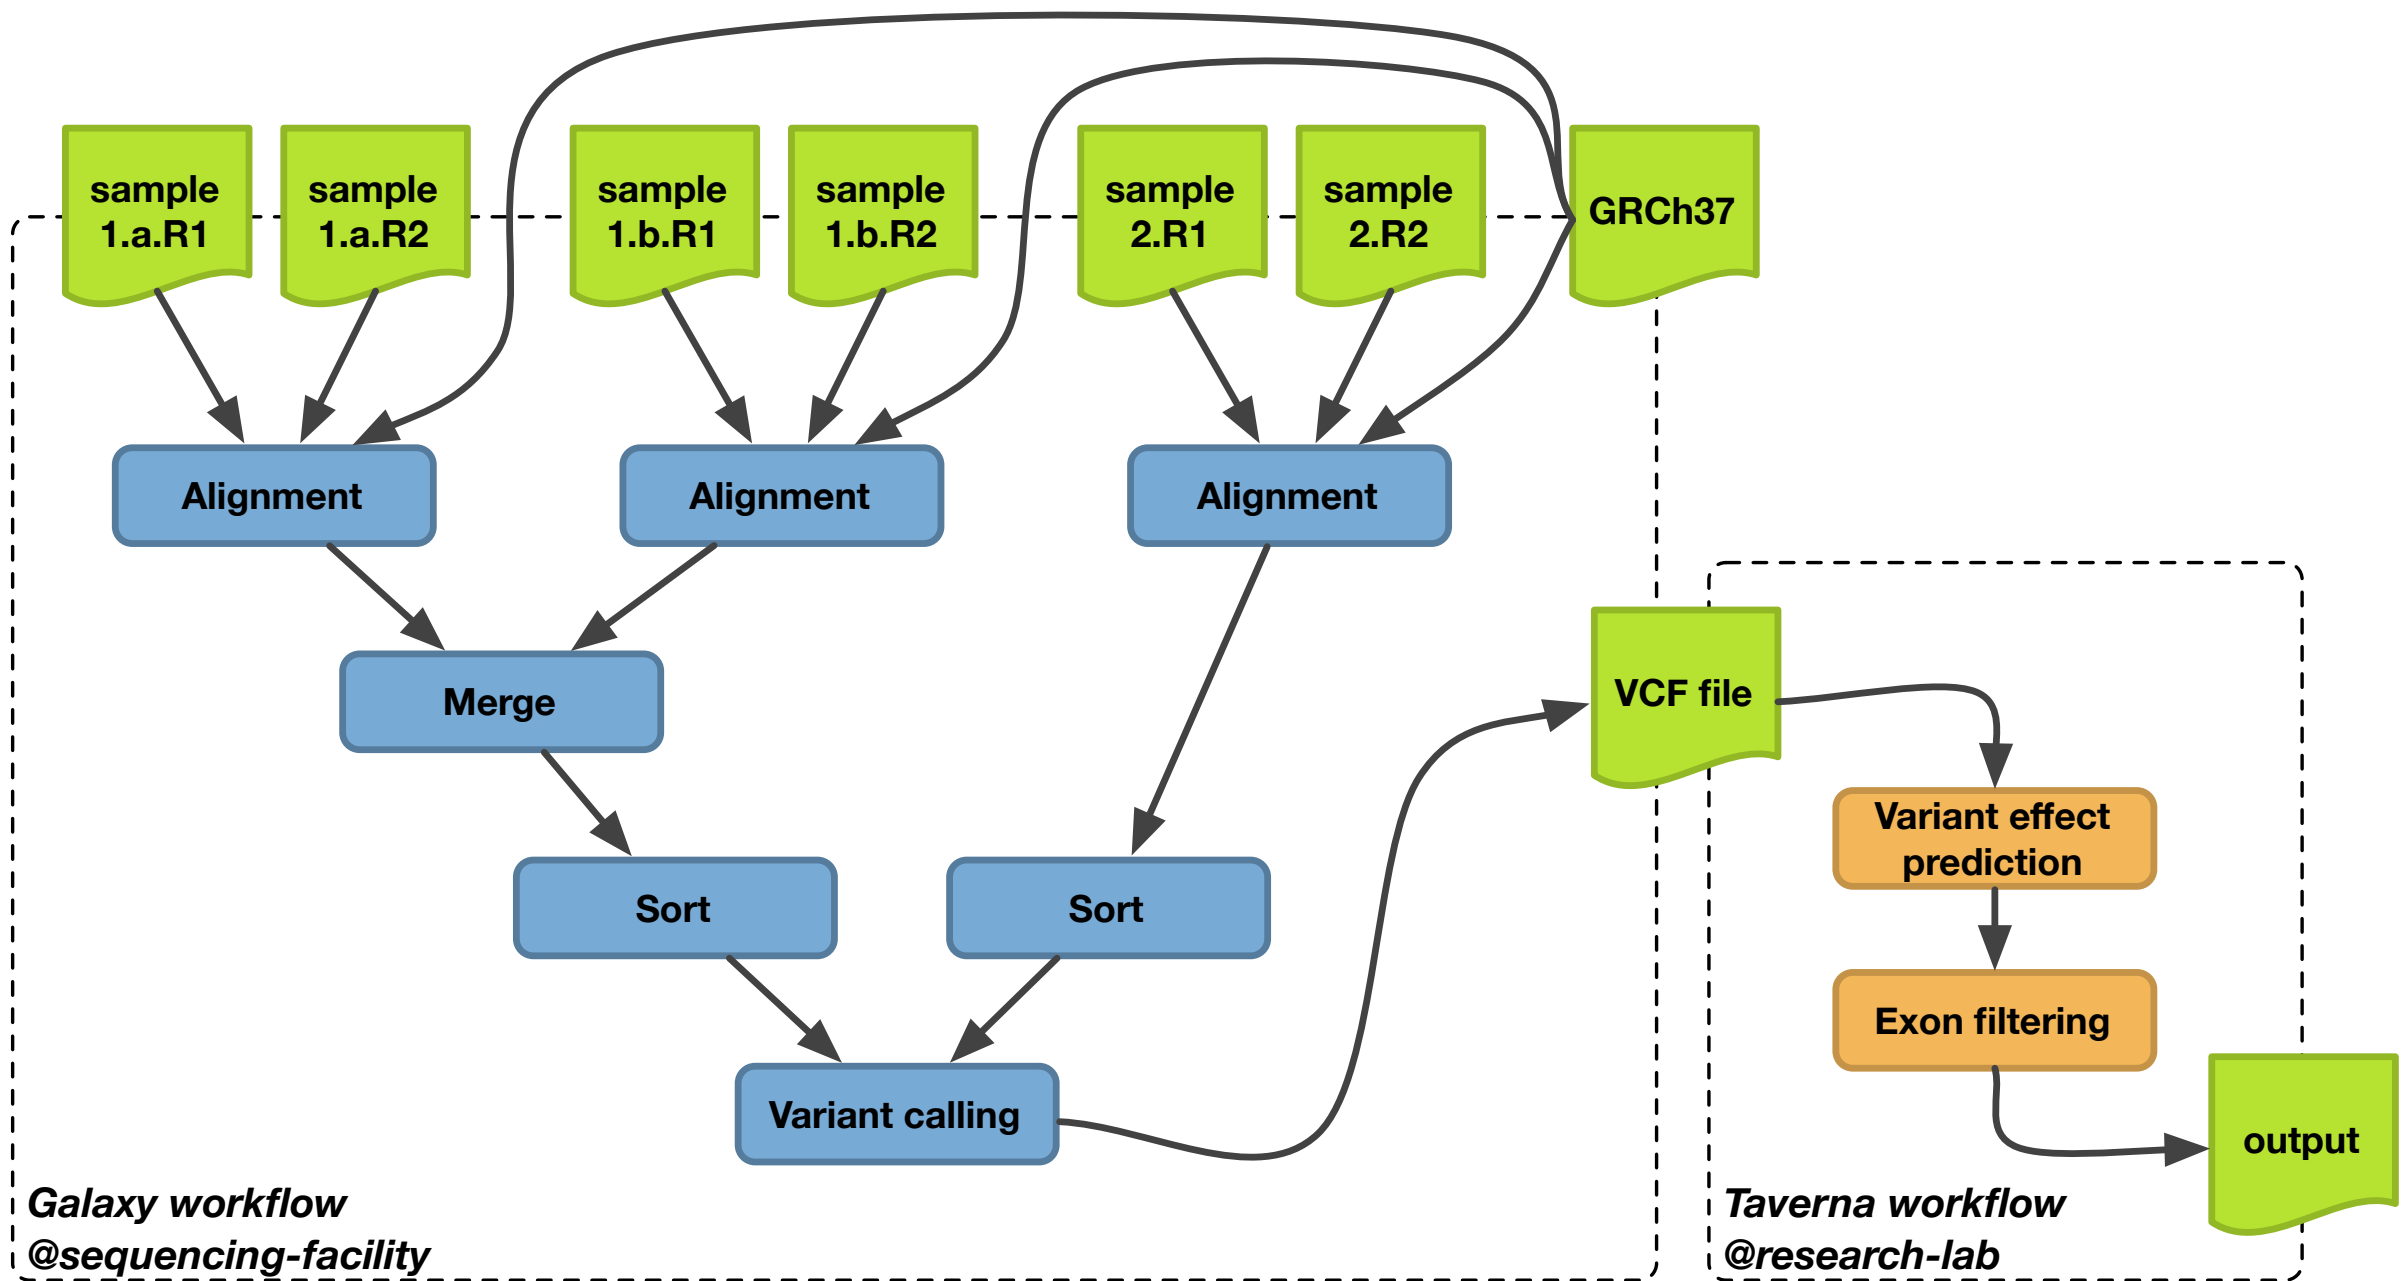 sample
1.a.R1
sample
1.a.R2
sample
1.b.R1
sample
1.b.R2
sample
2.R1
sample
2.R2
GRCh37
Alignment
Alignment
Alignment
Merge
VCF file
Sort
Sort
Variant effect
prediction
Exon filtering
Variant calling
output
Galaxy workflow
@sequencing-facility
Taverna workflow
@research-lab